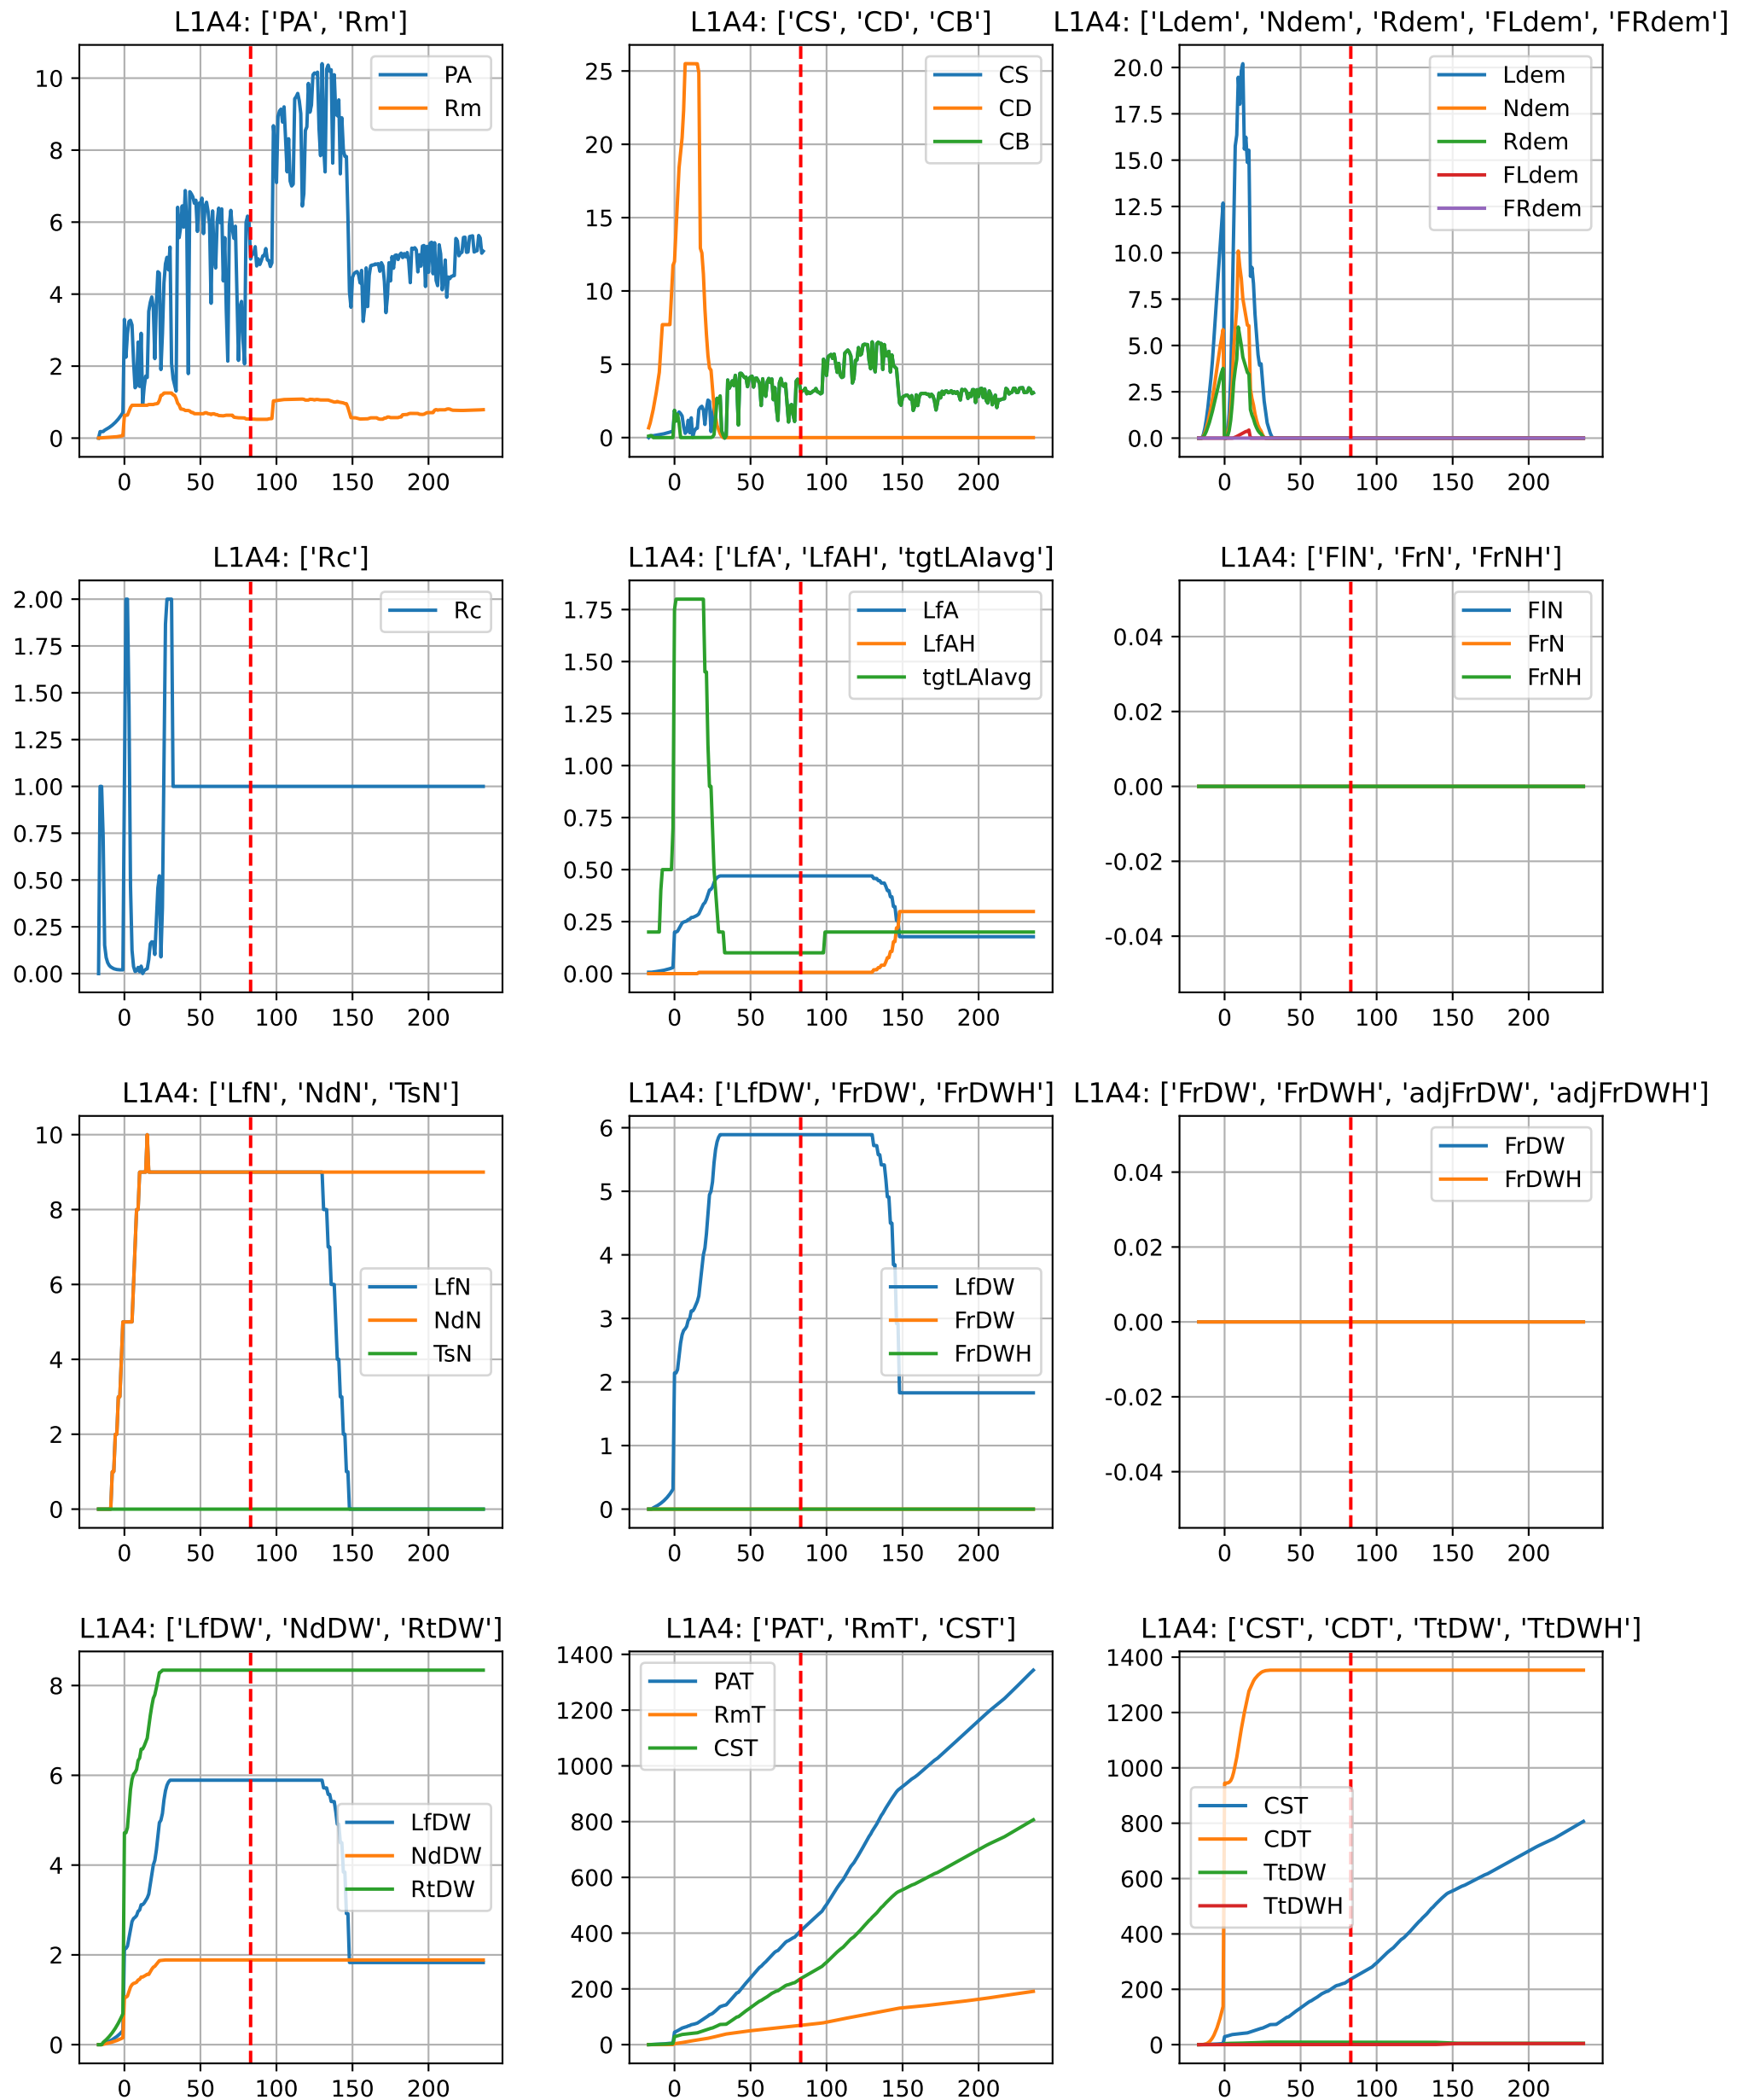 L1A4: ['PA', 'Rm']
10
8
6
4
2
0
0 50 100 150 200
PA
Rm
L1A4: ['CS', 'CD', 'CB']
25
20
15
10
5
0
0 50 100 150 200
CS
CD
CB
L1A4: ['Ldem', 'Ndem', 'Rdem', 'FLdem', 'FRdem']
20.0
17.5
15.0
12.5
10.0
7.5
5.0
2.5
0.0
0 50 100 150 200
Ldem
Ndem
Rdem
FLdem
FRdem
L1A4: ['Rc']
2.00
1.75
1.50
1.25
1.00
0.75
0.50
0.25
0.00
0 50 100 150 200
Rc
L1A4: ['LfA', 'LfAH', 'tgtLAIavg']
1.75
1.50
1.25
1.00
0.75
0.50
0.25
0.00
0 50 100 150 200
LfA
LfAH
tgtLAIavg
L1A4: ['FlN', 'FrN', 'FrNH']
0.04
0.02
0.00
-0.02
-0.04
0 50 100 150 200
FlN
FrN
FrNH
L1A4: ['LfN', 'NdN', 'TsN']
10
8
6
4
2
0
0 50 100 150 200
LfN
NdN
TsN
L1A4: ['LfDW', 'FrDW', 'FrDWH']
6
5
4
3
2
1
0
0 50 100 150 200
LfDW
FrDW
FrDWH
L1A4: ['FrDW', 'FrDWH', 'adjFrDW', 'adjFrDWH']
0.04
0.02
0.00
-0.02
-0.04
0 50 100 150 200
FrDW
FrDWH
L1A4: ['LfDW', 'NdDW', 'RtDW']
8
6
4
2
0
0 50 100 150 200
LfDW
NdDW
RtDW
L1A4: ['PAT', 'RmT', 'CST']
1400
1200
1000
800
600
400
200
0
0 50 100 150 200
PAT
RmT
CST
L1A4: ['CST', 'CDT', 'TtDW', 'TtDWH']
1400
1200
1000
800
600
400
200
0
0 50 100 150 200
CST
CDT
TtDW
TtDWH